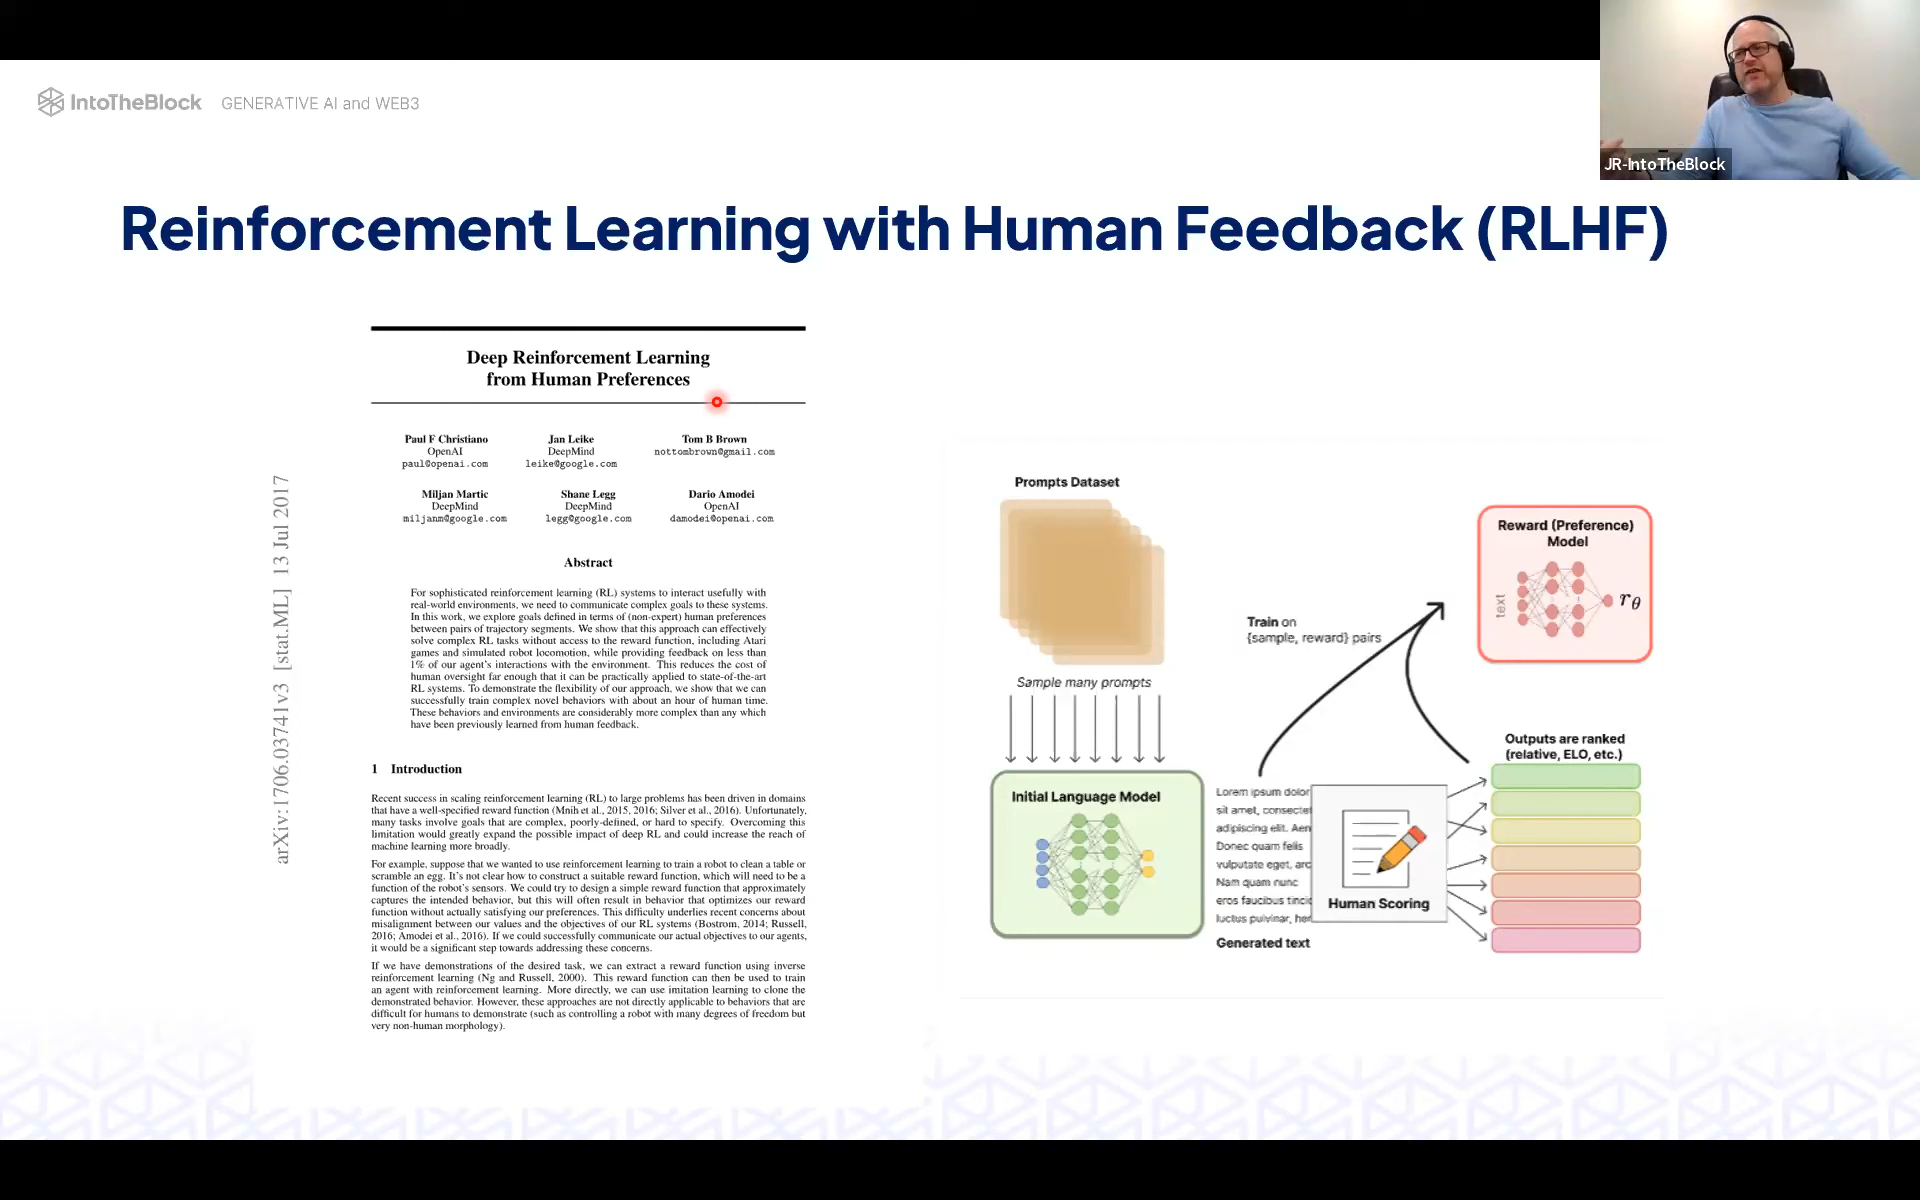 IntoTheBlock GENERATIVE AI and WEB3
JR-IntoTheBlock
Reinforcement Learning with Human Feedback (RLHF)
arXiv:1706.03741v3 [stat.ML] 13 Jul 2017
Deep Reinforcement Learning
from Human Preferences
Paul F Christiano
OpenAI
paul@openai.com
Jan Leike
DeepMind
leike@google.com
Tom B Brown
nottombrown@gmail.com
Miljan Martic
DeepMind
miljanm@google.com
Shane Legg
DeepMind
legg@google.com
Dario Amodei
OpenAI
damodei@openai.com
Abstract
For sophisticated reinforcement learning (RL) systems to interact usefully with
real-world environments, we need to communicate complex goals to these systems.
In this work, we explore goals defined in terms of (non-expert) human preferences
between pairs of trajectory segments. We show that this approach can effectively
solve complex RL tasks without access to the reward function, including Atari
games and simulated robot locomotion, while providing feedback on less than
1% of our agent's interactions with the environment. This reduces the cost of
human oversight far enough that it can be practically applied to state-of-the-art
RL systems. To demonstrate the flexibility of our approach, we show that we can
successfully train complex novel behaviors with about an hour of human time.
These behaviors and environments are considerably more complex than any which
have been previously learned from human feedback.
1 Introduction
Recent success in scaling reinforcement learning (RL) to large problems has been driven in domains
that have a well-specified reward function (Mnih et al., 2015, 2016; Silver et al., 2016). Unfortunately,
many tasks involve goals that are complex, poorly-defined, or hard to specify. Overcoming this
limitation would greatly expand the possible impact of deep RL and could increase the reach of
machine learning more broadly.
For example, suppose that we wanted to use reinforcement learning to train a robot to clean a table or
scramble an egg. It's not clear how to construct a suitable reward function, which will need to be a
function of the robot's sensors. We could try to design a simple reward function that approximately
captures the intended behavior, but this will often result in behavior that optimizes our reward
function without actually satisfying our preferences. This difficulty underlies recent concerns about
misalignment between our values and the objectives of our RL systems (Bostrom, 2014; Russell,
2016; Amodei et al., 2016). If we could successfully communicate our actual objectives to our agents,
it would be a significant step towards addressing these concerns.
If we have demonstrations of the desired task, we can extract a reward function using inverse
reinforcement learning (Ng and Russell, 2000). This reward function can then be used to train
an agent with reinforcement learning. More directly, we can use imitation learning to clone the
demonstrated behavior. However, these approaches are not directly applicable to behaviors that are
difficult for humans to demonstrate (such as controlling a robot with many degrees of freedom but
very non-human morphology).
Prompts Dataset
Sample many prompts
Initial Language Model
Train on
{sample, reward} pairs
Reward (Preference)
Model
text
rθ
Outputs are ranked
(relative, ELO, etc.)
Lorem ipsum dolor
sit amet, consectet
adipiscing elit. Aen
Donec quam felis
vulputate eget, arc
Nam quam nunc
eros faucibus tincid
luctus pulvinar, her
Generated text
Human Scoring